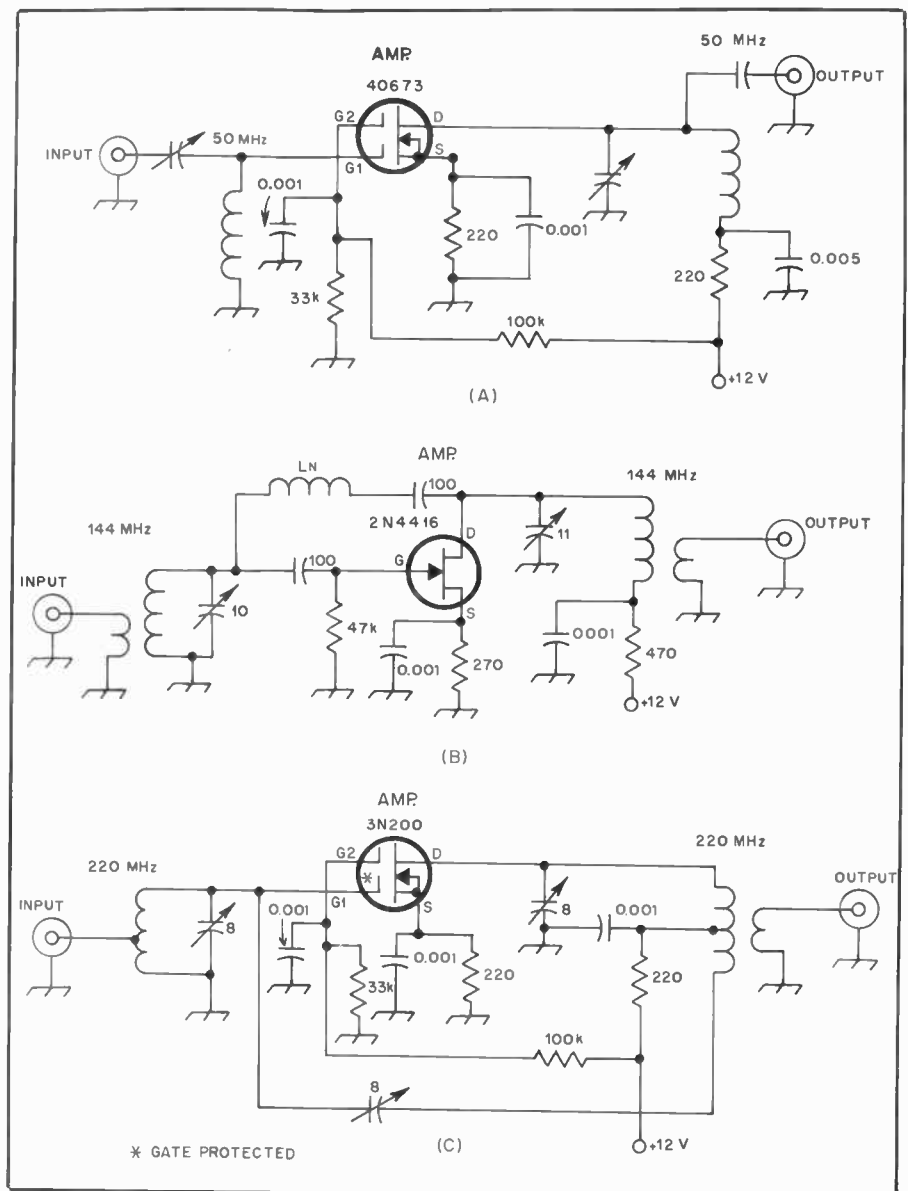 AMP.
40673
50 MHz
OUTPUT
INPUT
50 MHz
G2
D
G1
S
0.001
220
0.001
33k
220
0.005
100k
+12 V
(A)
AMP.
LN
100
2N4416
144 MHz
144 MHz
OUTPUT
INPUT
10
100
G
D
S
11
47k
0.001
270
0.001
470
+12 V
(B)
AMP.
3N200
220 MHz
220 MHz
INPUT
OUTPUT
G2
D
*
G1
S
8
0.001
33k
0.001
220
8
0.001
220
100k
8
+12 V
* GATE PROTECTED
(C)